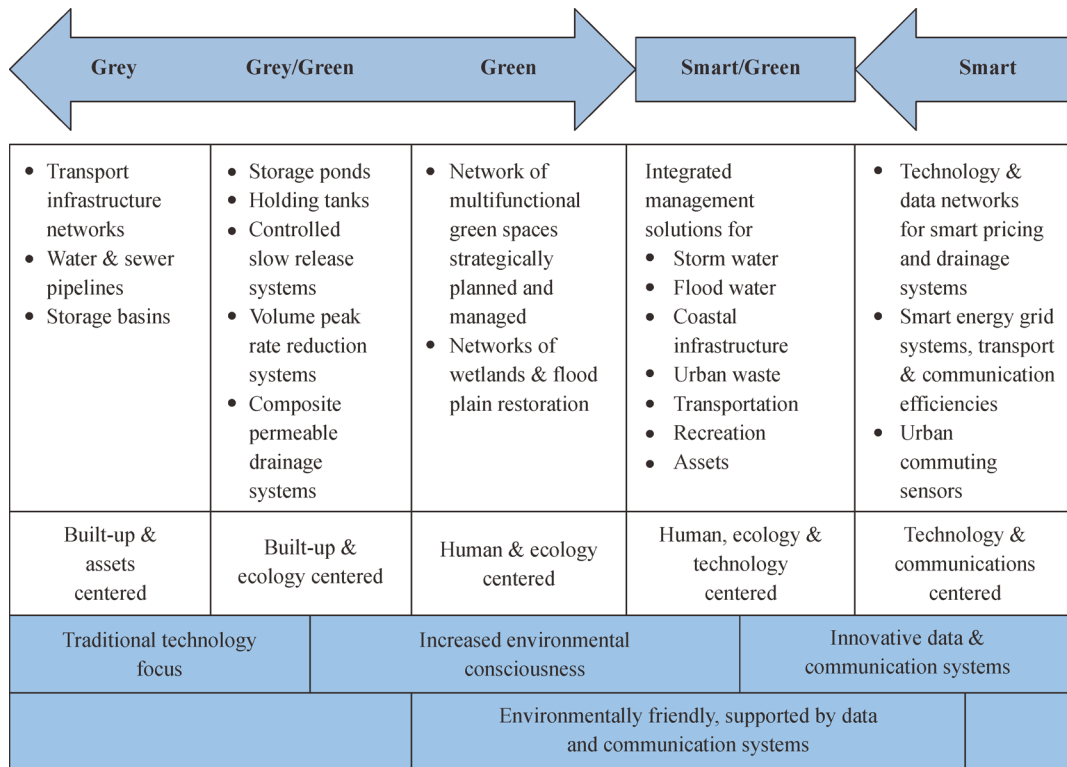 Grey
Grey/Green
Green
Smart/Green
Smart
• Transport
infrastructure
networks
• Water & sewer
pipelines
• Storage basins
• Storage ponds
• Holding tanks
• Controlled
slow release
systems
• Volume peak
rate reduction
systems
• Composite
permeable
drainage
systems
• Network of
multifunctional
green spaces
strategically
planned and
managed
• Networks of
wetlands & flood
plain restoration
Integrated
management
solutions for
• Storm water
• Flood water
• Coastal
infrastructure
• Urban waste
• Transportation
• Recreation
• Assets
• Technology &
data networks
for smart pricing
and drainage
systems
• Smart energy grid
systems, transport
& communication
efficiencies
• Urban
commuting
sensors
Built-up &
assets
centered
Built-up &
ecology centered
Human & ecology
centered
Human, ecology &
technology
centered
Technology &
communications
centered
Traditional technology
focus
Increased environmental
consciousness
Innovative data &
communication systems
Environmentally friendly, supported by data
and communication systems